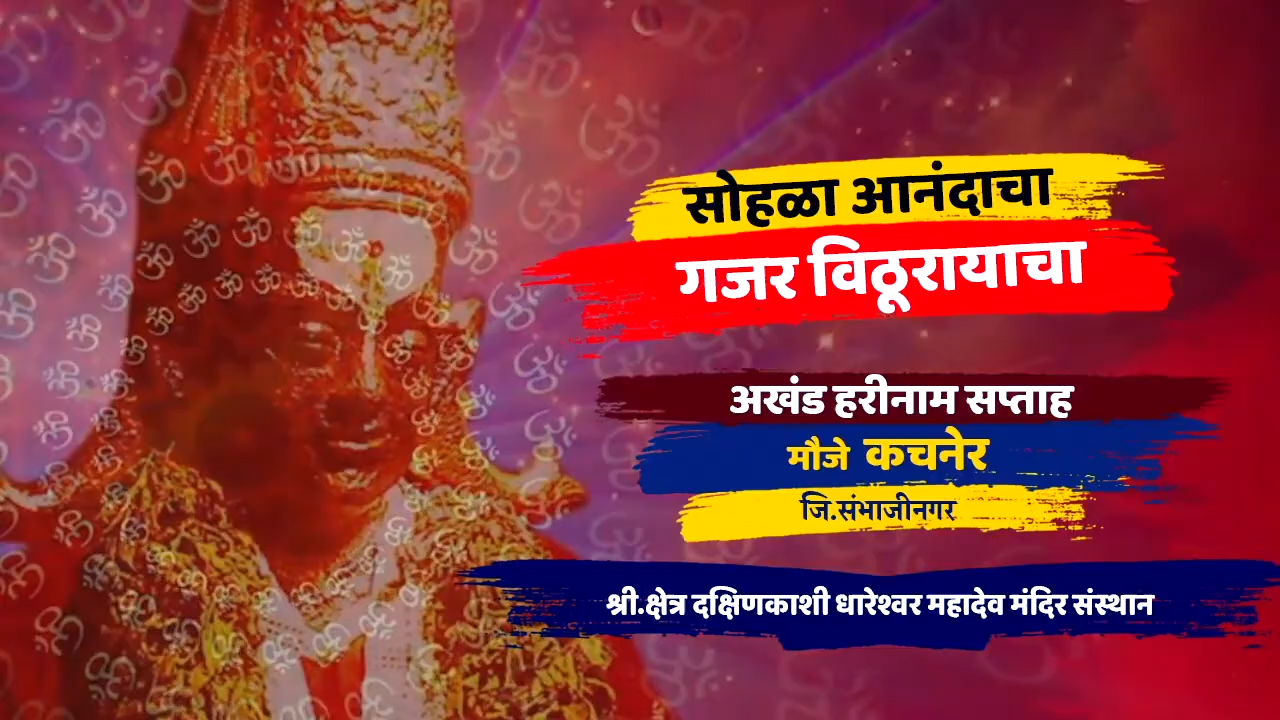 सोहळा आनंदाचा
गजर विठूरायाचा
अखंड हरीनाम सप्ताह
मौजे कचनेर
जि.संभाजीनगर
श्री.क्षेत्र दक्षिणकाशी धारेश्वर महादेव मंदिर संस्थान